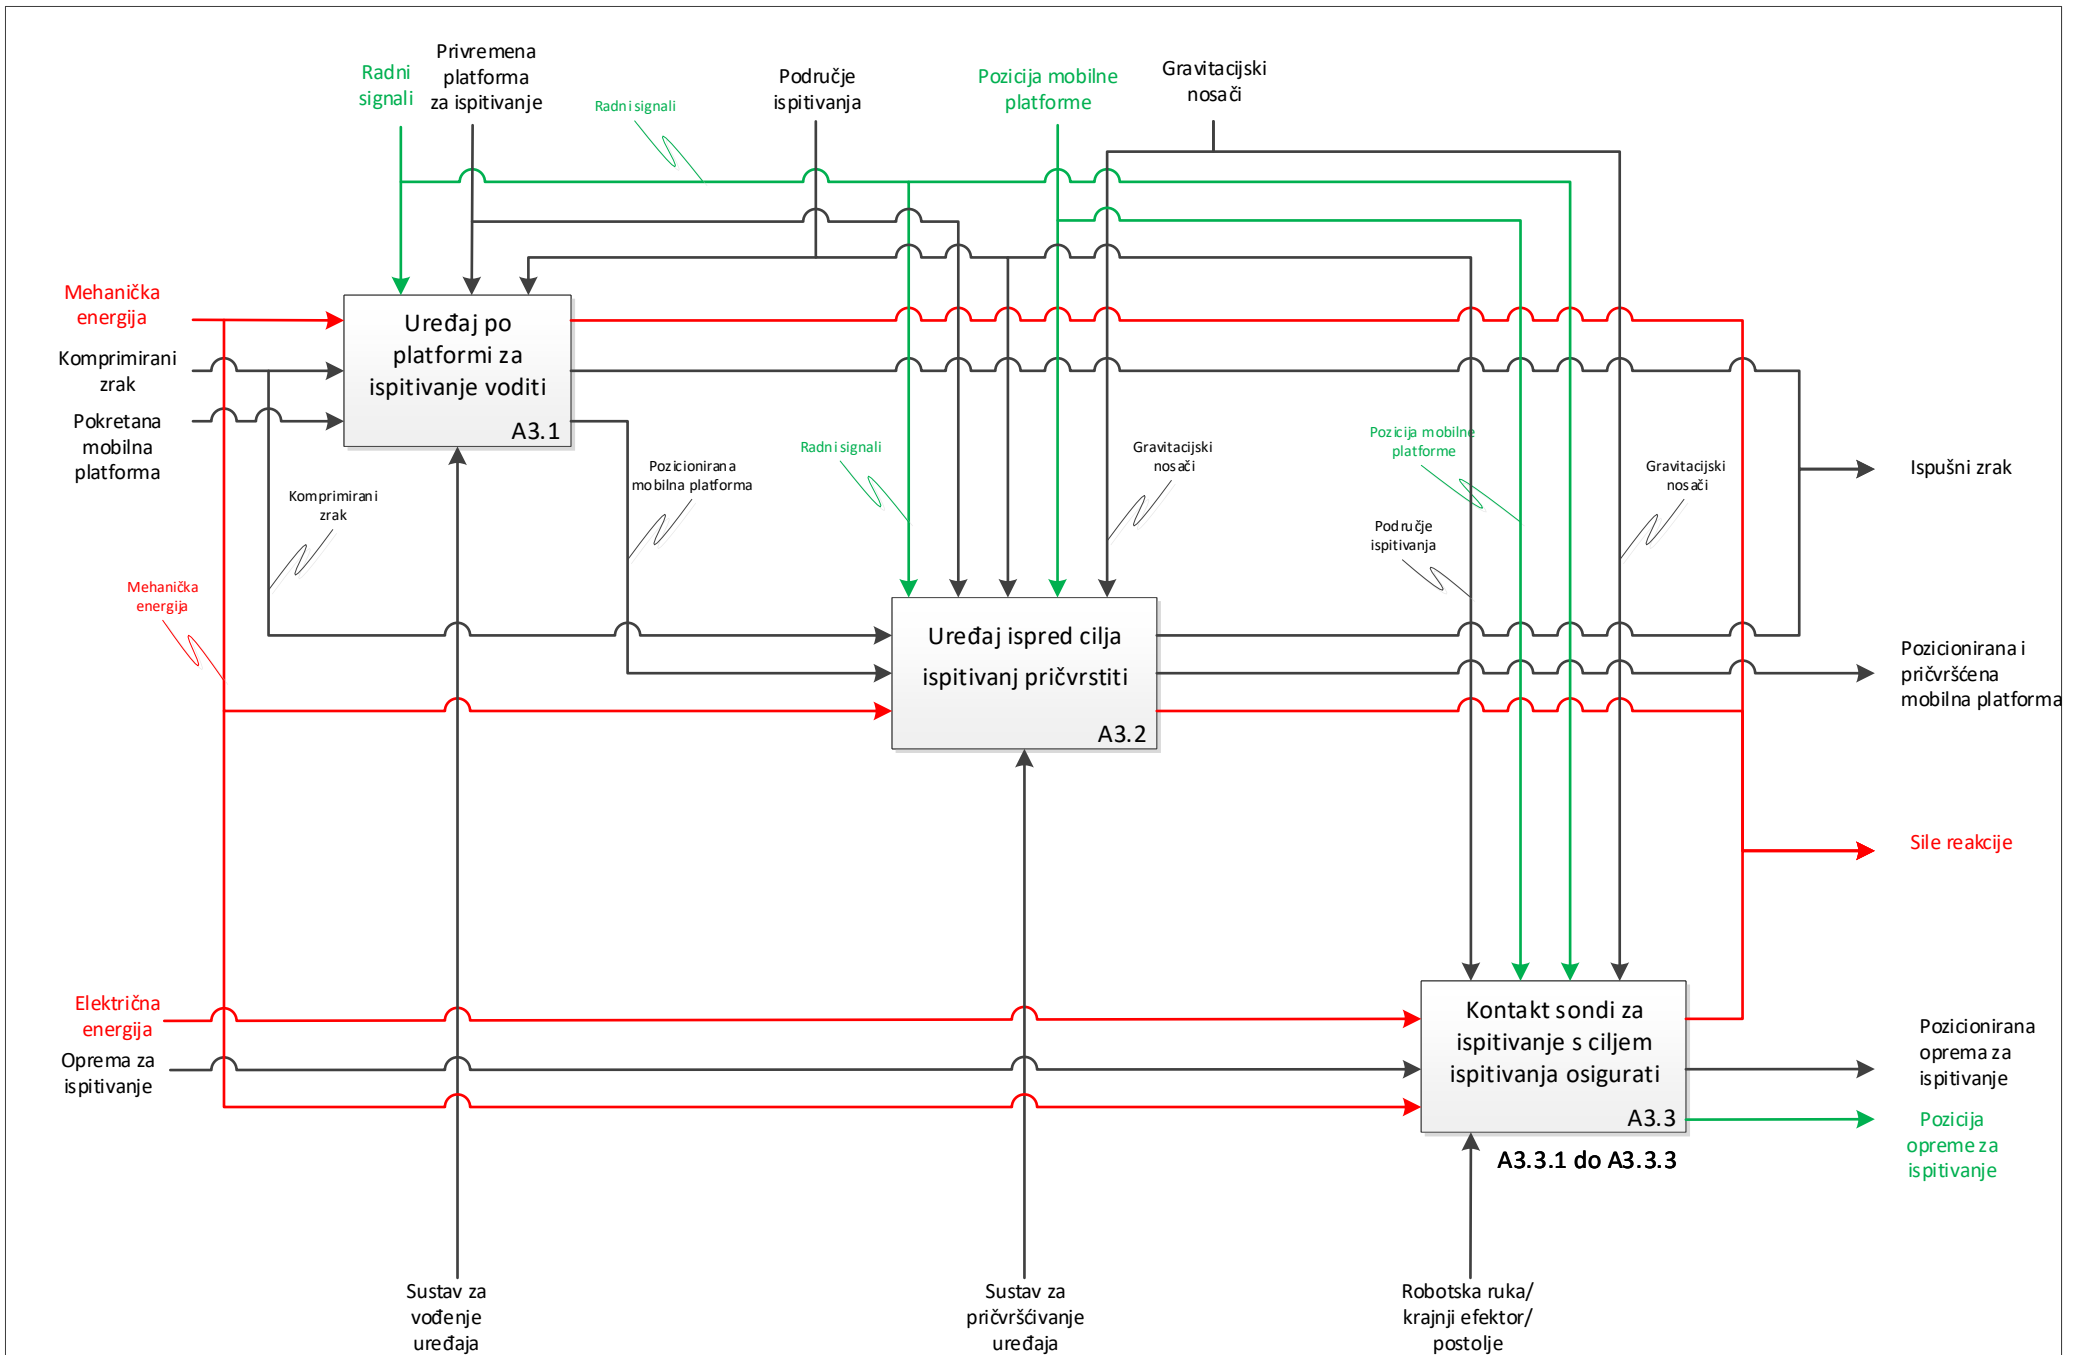 Radni
signali
Privremena
platforma
za ispitivanje
Radni signali
Područje
ispitivanja
Pozicija mobilne
platforme
Gravitacijski
nosači
Mehanička
energija
Komprimirani
zrak
Pokretana
mobilna
platforma
Uređaj po
platformi za
ispitivanje voditi
A3.1
Komprimirani
zrak
Pozicionirana
mobilna platforma
Radni signali
Gravitacijski
nosači
Pozicija mobilne
platforme
Područje
ispitivanja
Gravitacijski
nosači
Ispušni zrak
Mehanička
energija
Uređaj ispred cilja
ispitivanj pričvrstiti
A3.2
Pozicionirana i
pričvršćena
mobilna platforma
Sile reakcije
Električna
energija
Oprema za
ispitivanje
Kontakt sondi za
ispitivanje s ciljem
ispitivanja osigurati
A3.3
A3.3.1 do A3.3.3
Pozicionirana
oprema za
ispitivanje
Pozicija
opreme za
ispitivanje
Sustav za
vođenje
uređaja
Sustav za
pričvršćivanje
uređaja
Robotska ruka/
krajnji efektor/
postolje